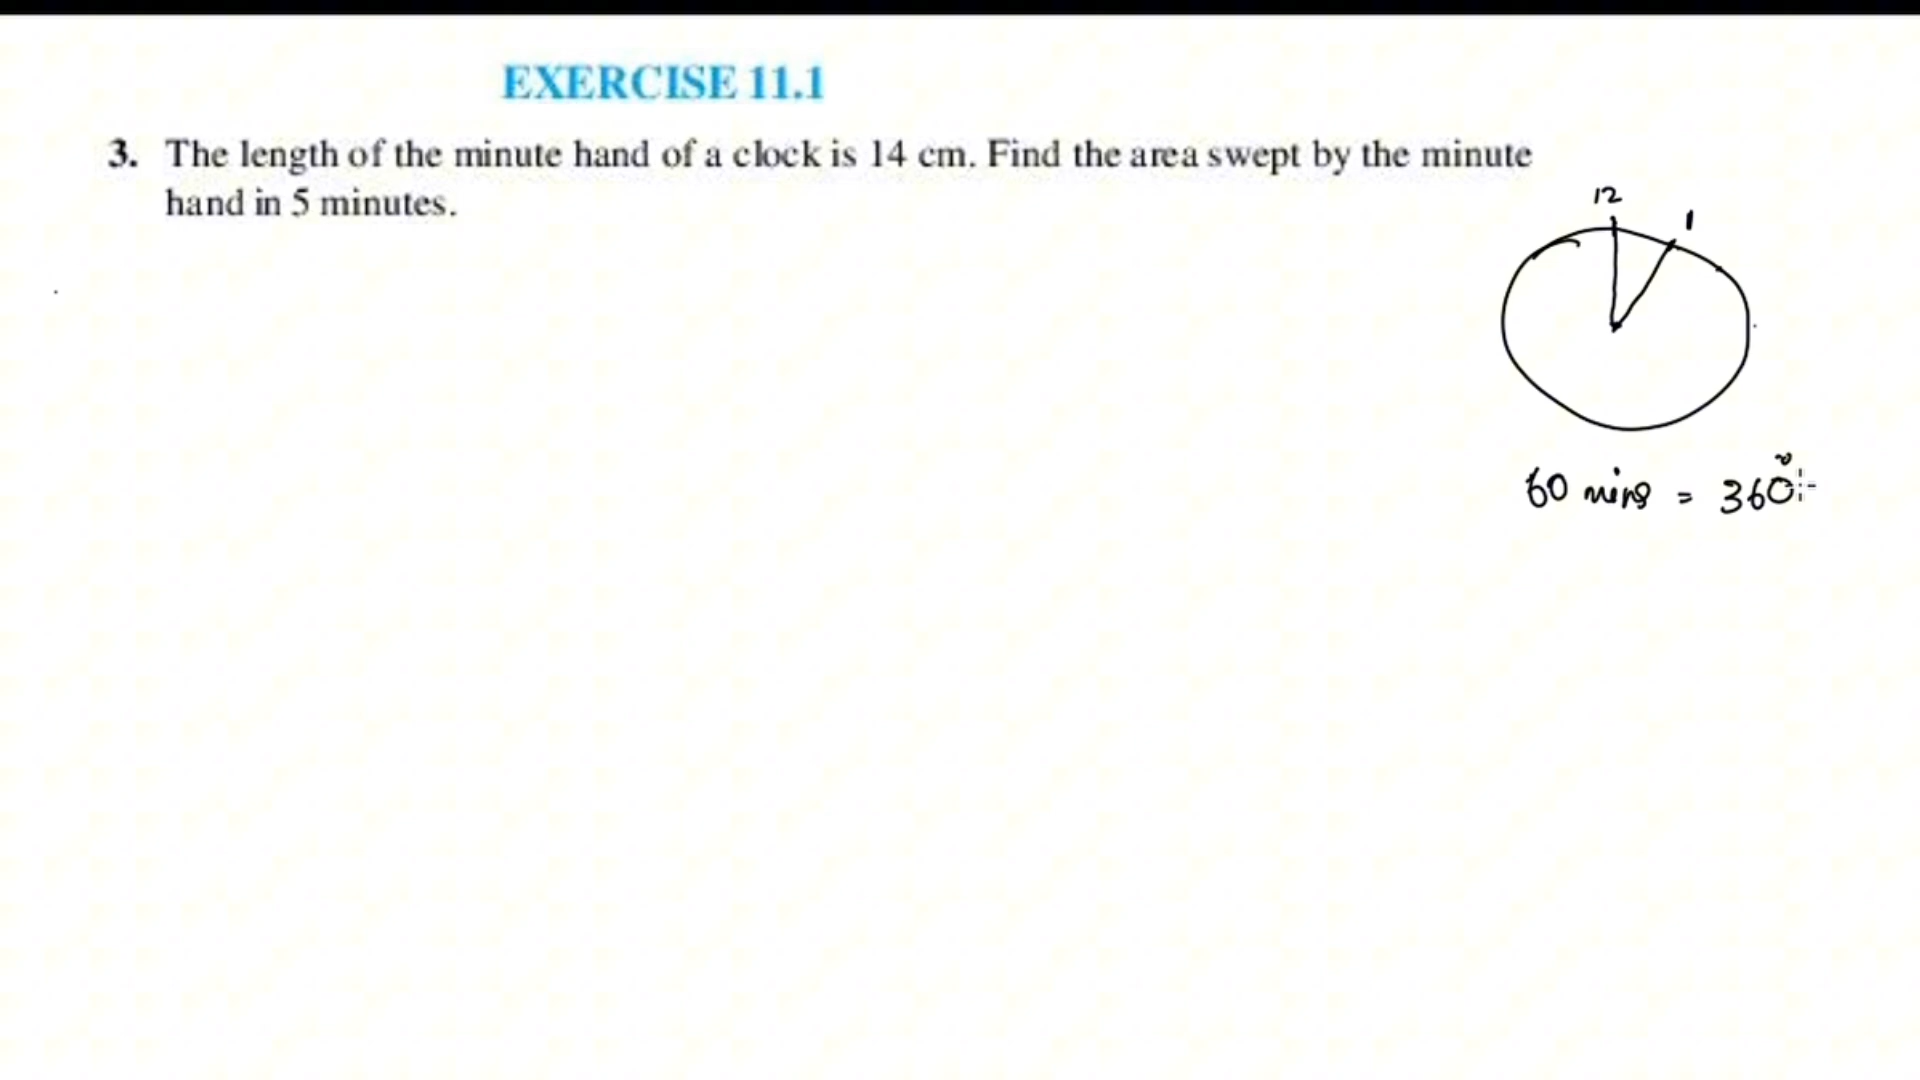 EXERCISE 11.1
3. The length of the minute hand of a clock is 14 cm. Find the area swept by the minute
hand in 5 minutes.
12
1
60 mins = 360°